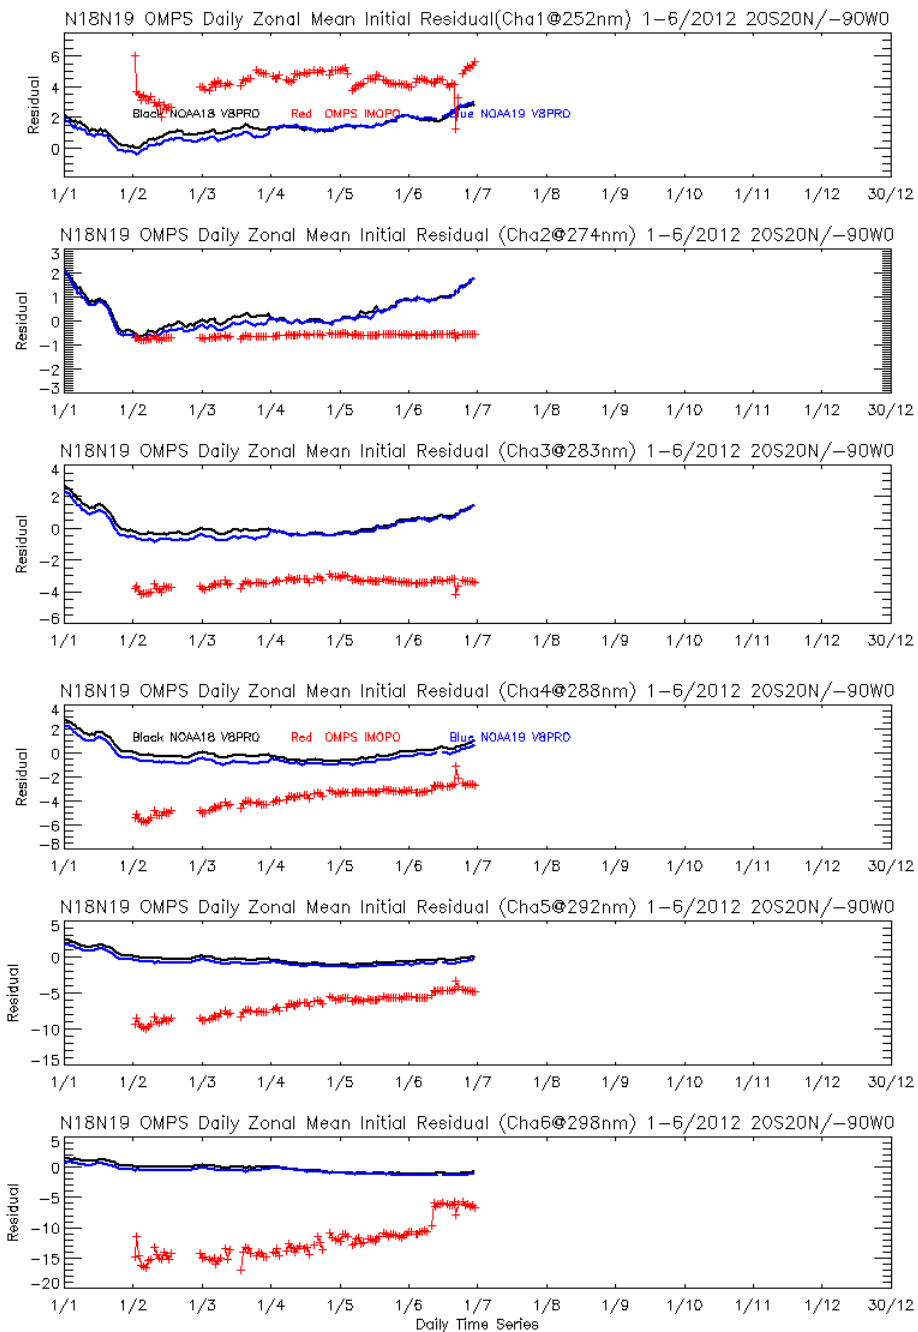 N18N19 OMPS Daily Zonal Mean Initial Residual(Cha1@252nm) 1-6/2012 20S20N/-90W0
6
4
2
0
Residual
Black NOAA18 V8PRO Red OMPS IMOPO Blue NOAA19 V8PRO
1/1 1/2 1/3 1/4 1/5 1/6 1/7 1/8 1/9 1/10 1/11 1/12 30/12
N18N19 OMPS Daily Zonal Mean Initial Residual (Cha2@274nm) 1-6/2012 20S20N/-90W0
3
2
1
0
-1
-2
-3
Residual
1/1 1/2 1/3 1/4 1/5 1/6 1/7 1/8 1/9 1/10 1/11 1/12 30/12
N18N19 OMPS Daily Zonal Mean Initial Residual (Cha3@283nm) 1-6/2012 20S20N/-90W0
4
2
0
-2
-4
-6
Residual
1/1 1/2 1/3 1/4 1/5 1/6 1/7 1/8 1/9 1/10 1/11 1/12 30/12
N18N19 OMPS Daily Zonal Mean Initial Residual (Cha4@288nm) 1-6/2012 20S20N/-90W0
4
2
0
-2
-4
-6
-8
Residual
Black NOAA18 V8PRO Red OMPS IMOPO Blue NOAA19 V8PRO
1/1 1/2 1/3 1/4 1/5 1/6 1/7 1/8 1/9 1/10 1/11 1/12 30/12
N18N19 OMPS Daily Zonal Mean Initial Residual (Cha5@292nm) 1-6/2012 20S20N/-90W0
5
0
-5
-10
-15
Residual
1/1 1/2 1/3 1/4 1/5 1/6 1/7 1/8 1/9 1/10 1/11 1/12 30/12
N18N19 OMPS Daily Zonal Mean Initial Residual (Cha6@298nm) 1-6/2012 20S20N/-90W0
5
0
-5
-10
-15
-20
Residual
1/1 1/2 1/3 1/4 1/5 1/6 1/7 1/8 1/9 1/10 1/11 1/12 30/12
Daily Time Series